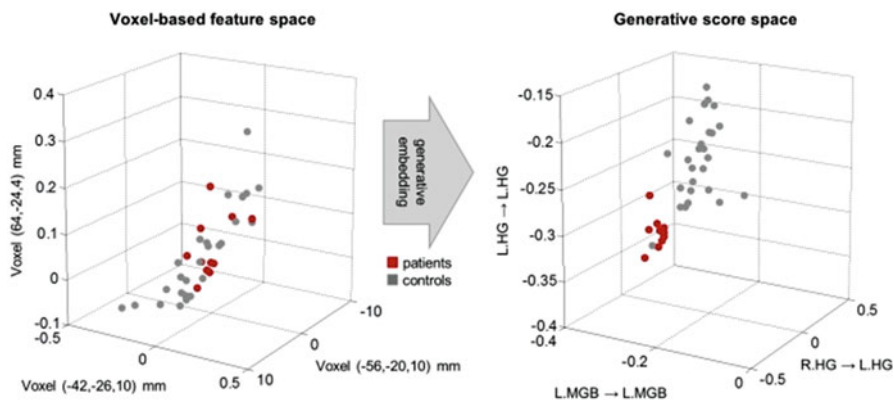 Voxel-based feature space
Generative score space
0.4
0.3
0.2
0.1
0
-0.1
-0.5
0
0.5
10
0
-10
Voxel (64,-24,4) mm
Voxel (-42,-26,10) mm
Voxel (-56,-20,10) mm
generative
embedding
patients
controls
-0.15
-0.2
-0.25
-0.3
-0.35
-0.4
-0.4
-0.2
0
-0.5
0
0.5
L.HG → L.HG
L.MGB → L.MGB
R.HG → L.HG